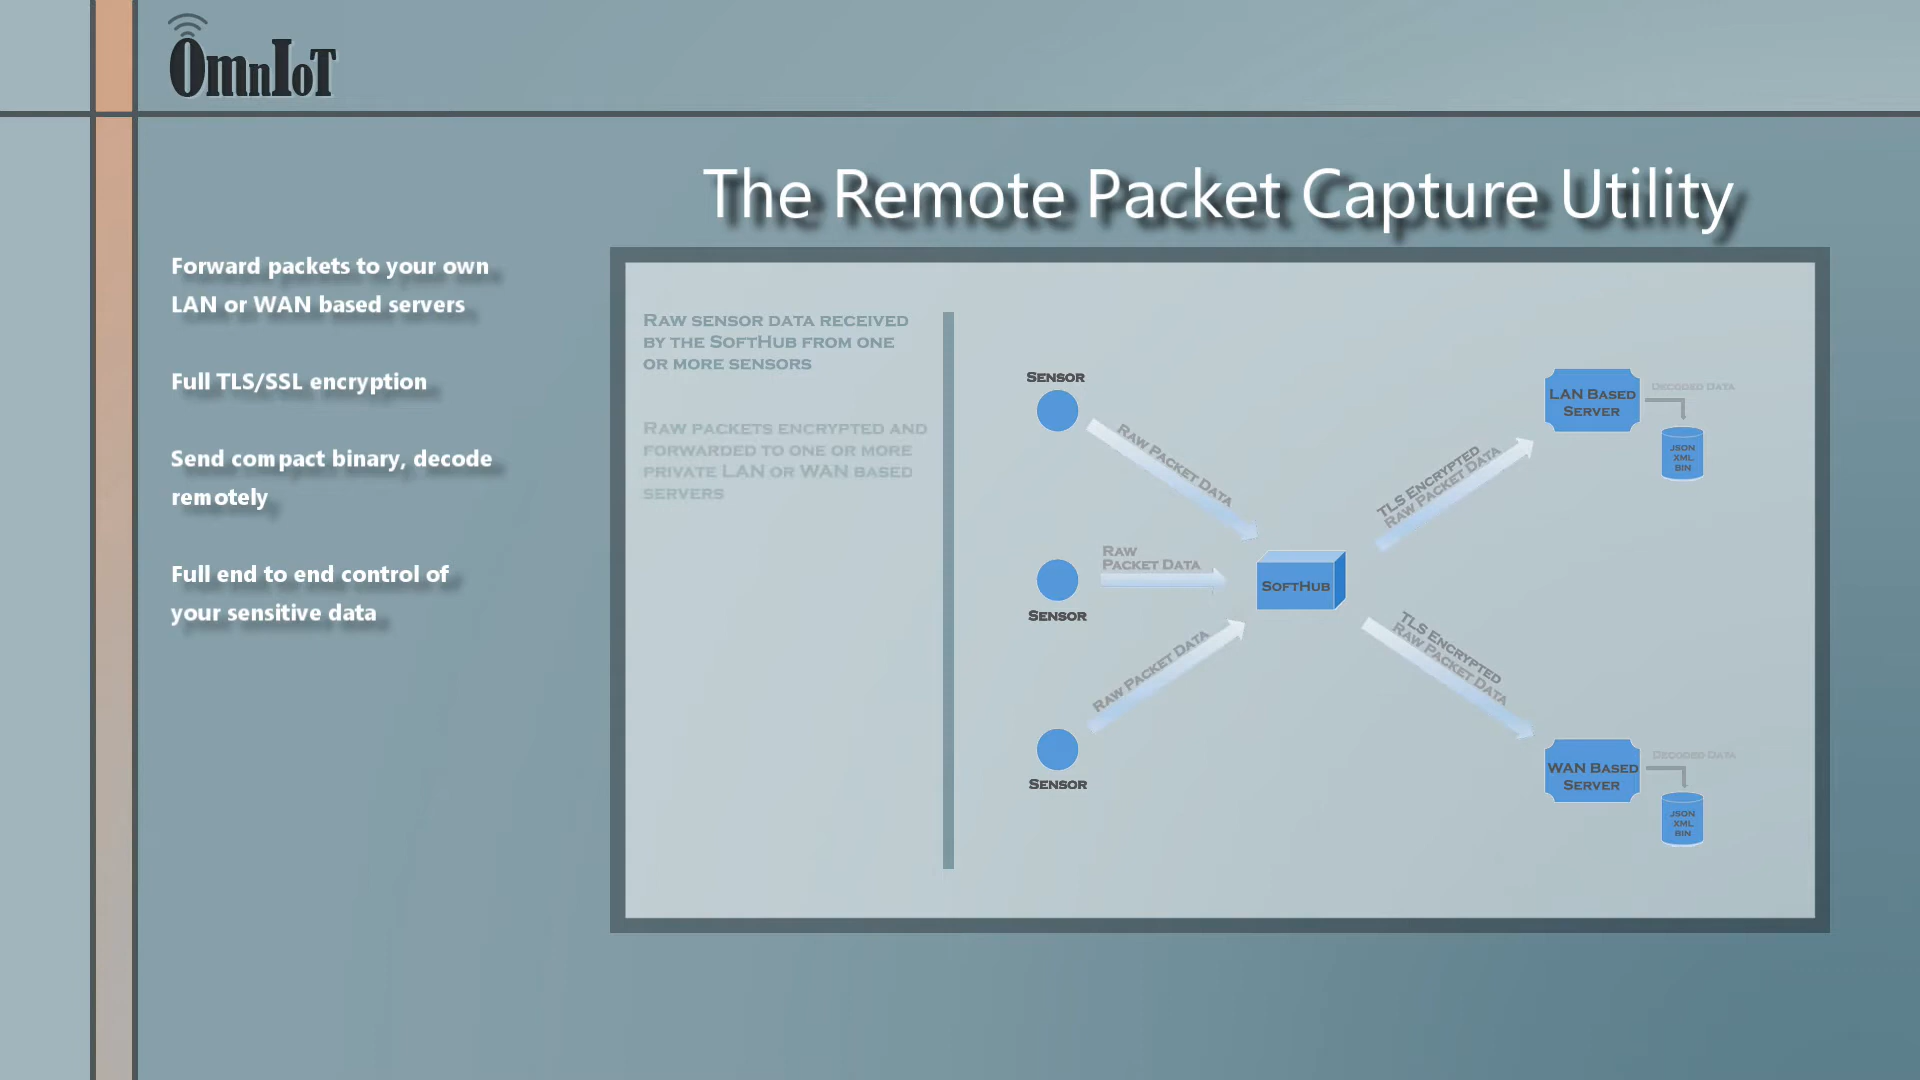 OmnIoT
The Remote Packet Capture Utility
Forward packets to your own
LAN or WAN based servers
Full TLS/SSL encryption
Send compact binary, decode
remotely
Full end to end control of
your sensitive data
Raw sensor data received
by the SoftHub from one
or more sensors
Raw packets encrypted and
forwarded to one or more
private LAN or WAN based
servers
Sensor
Raw Packet Data
Raw
Packet Data
Sensor
Raw Packet Data
Sensor
SoftHub
TLS Encrypted
Raw Packet Data
TLS Encrypted
Raw Packet Data
LAN Based
Server
Decoded Data
JSON
XML
BIN
WAN Based
Server
Decoded Data
JSON
XML
BIN